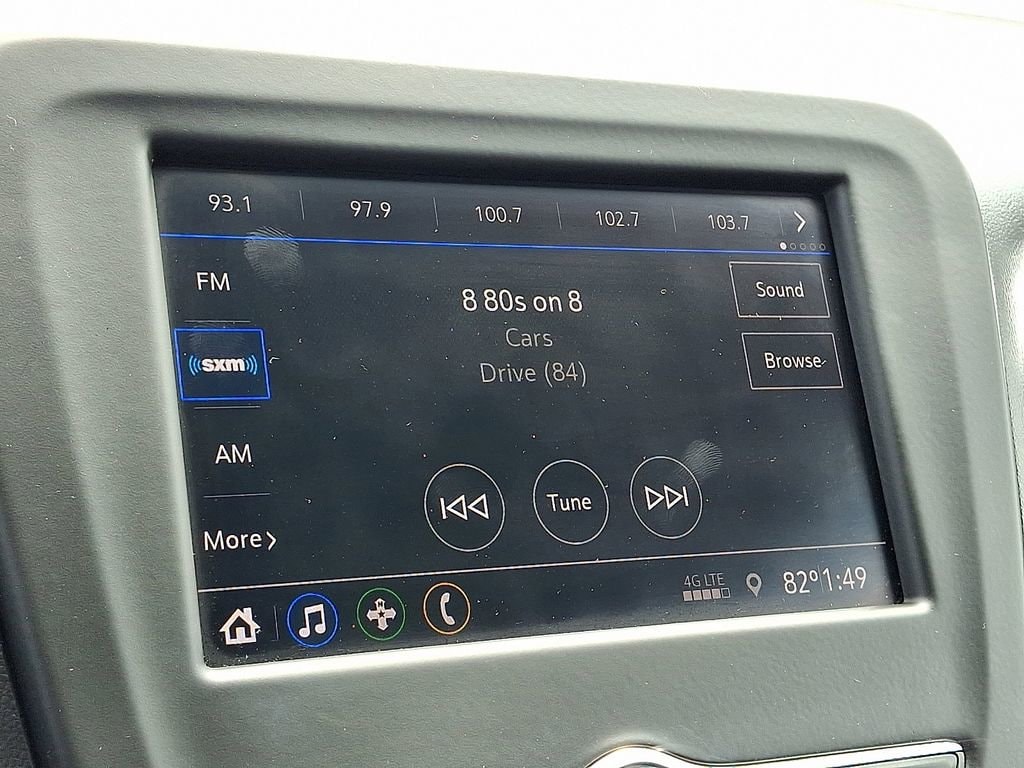 93.1 97.9 100.7 102.7 103.7
FM
sxm
AM
More
8 80s on 8
Cars
Drive (84)
Sound
Browse
Tune
4G LTE
82° 1:49